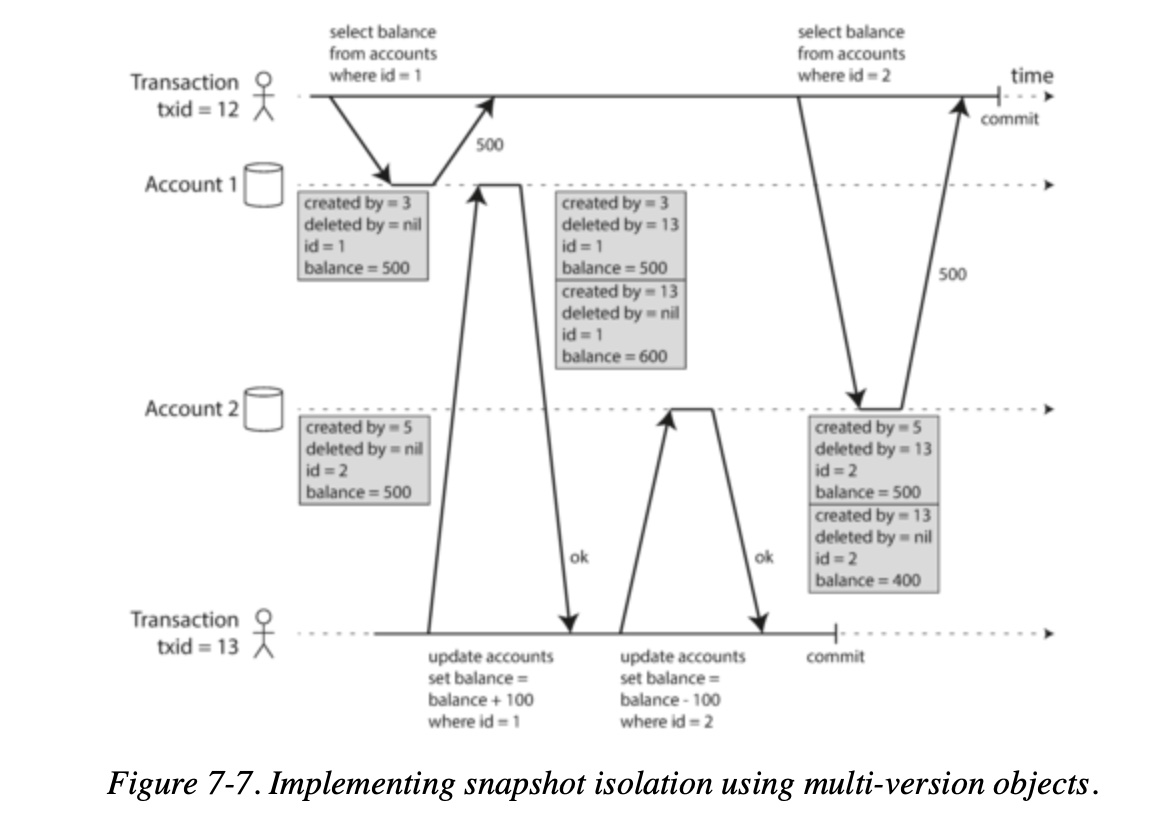 select balance
from accounts
where id = 1
select balance
from accounts
where id = 2
time
Transaction
txid = 12
commit
500
Account 1
created by = 3
deleted by = nil
id = 1
balance = 500
created by = 3
deleted by = 13
id = 1
balance = 500
created by = 13
deleted by = nil
id = 1
balance = 600
500
Account 2
created by = 5
deleted by = nil
id = 2
balance = 500
created by = 5
deleted by = 13
id = 2
balance = 500
created by = 13
deleted by = nil
id = 2
balance = 400
ok
ok
Transaction
txid = 13
update accounts
set balance =
balance + 100
where id = 1
update accounts
set balance =
balance - 100
where id = 2
commit
Figure 7-7. Implementing snapshot isolation using multi-version objects.